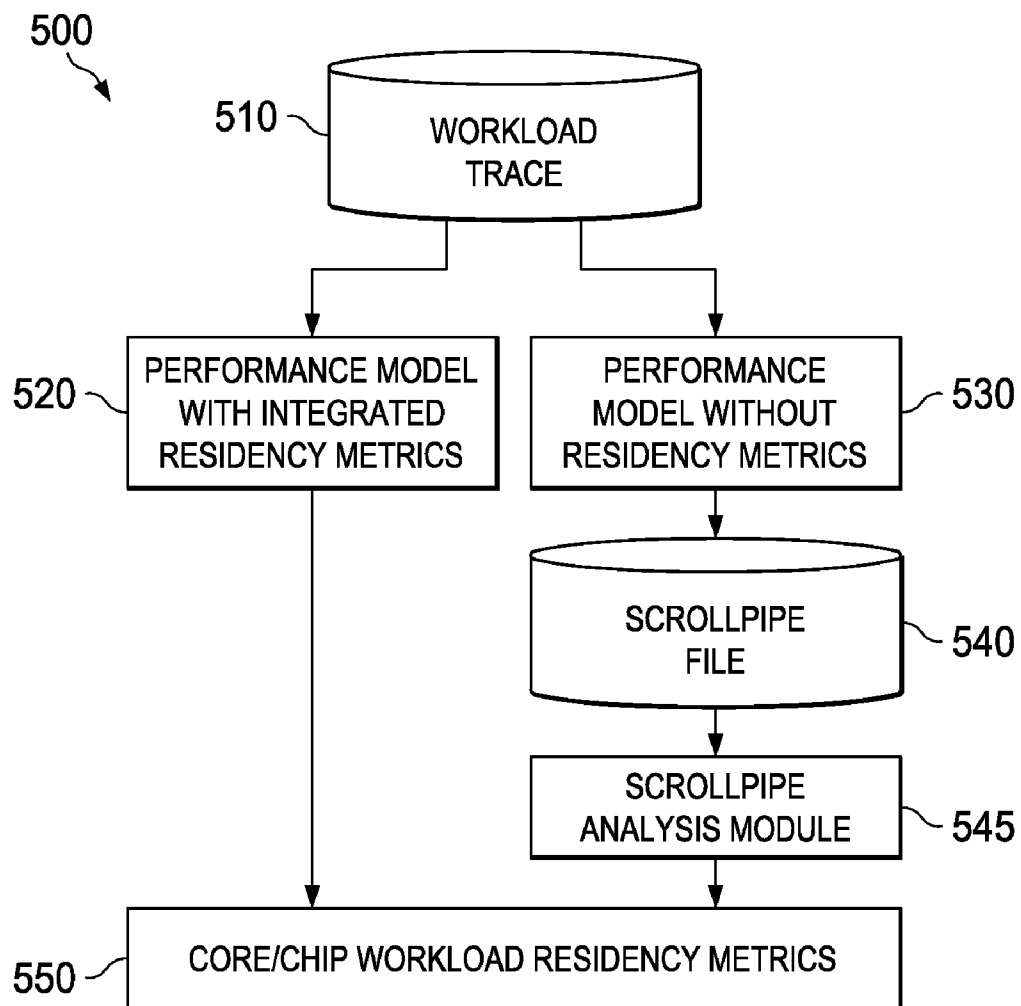 500
510
WORKLOAD
TRACE
520
PERFORMANCE MODEL
WITH INTEGRATED
RESIDENCY METRICS
PERFORMANCE
MODEL WITHOUT
RESIDENCY METRICS
530
SCROLLPIPE
FILE
540
SCROLLPIPE
ANALYSIS MODULE
545
550
CORE/CHIP WORKLOAD RESIDENCY METRICS